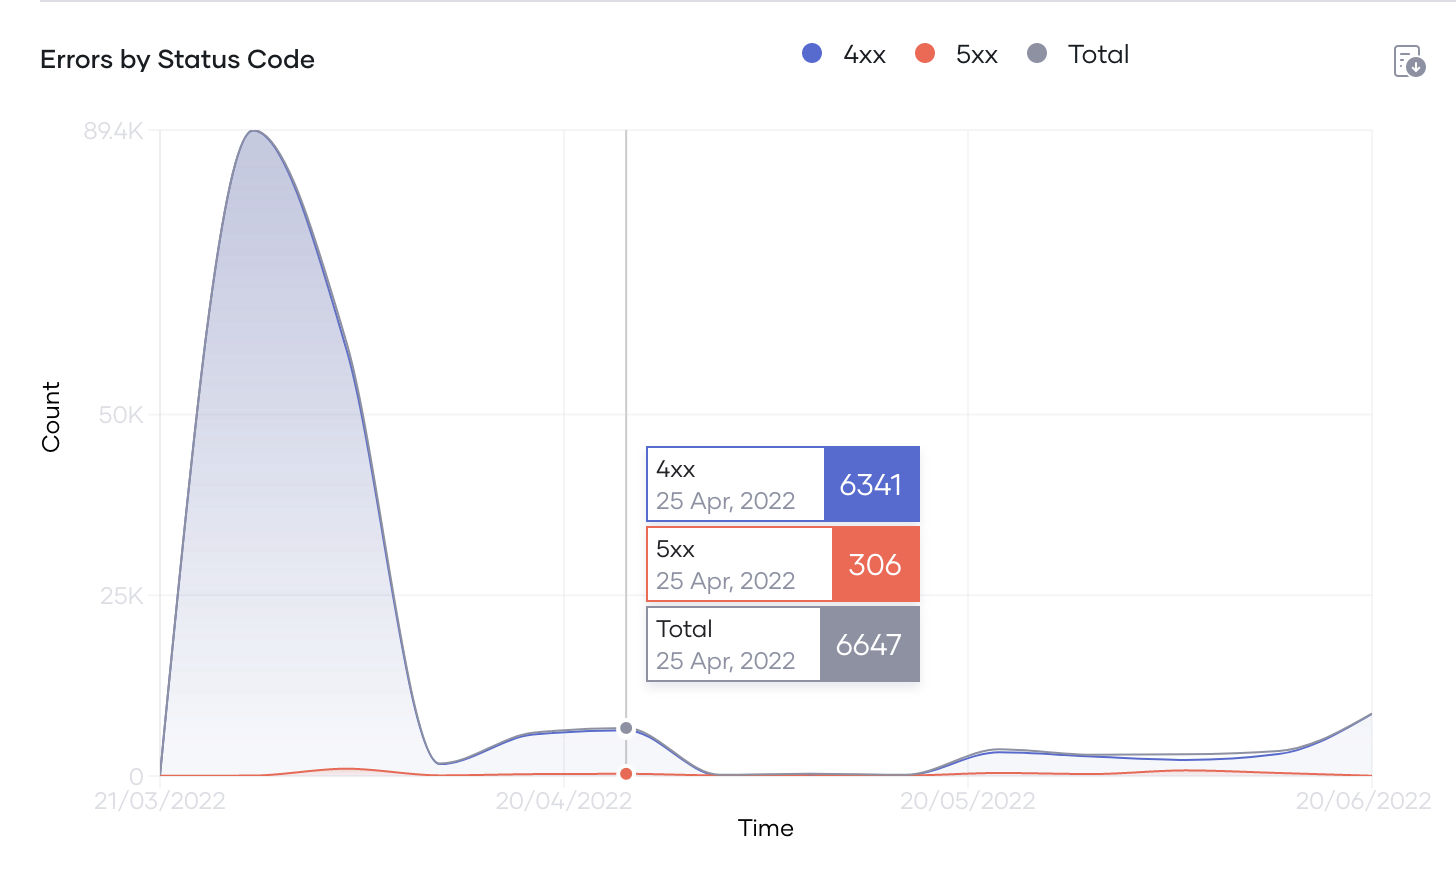 Errors by Status Code
4xx
5xx
Total
89.4K
50K
25K
0
Count
4xx
25 Apr, 2022
6341
5xx
25 Apr, 2022
306
Total
25 Apr, 2022
6647
21/03/2022
20/04/2022
20/05/2022
20/06/2022
Time